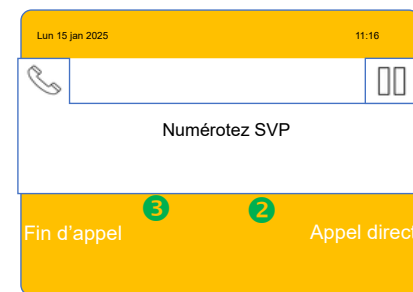 Lun 15 jan 2025 11:16
Numérotez SVP
3 2
Fin d'appel Appel direct